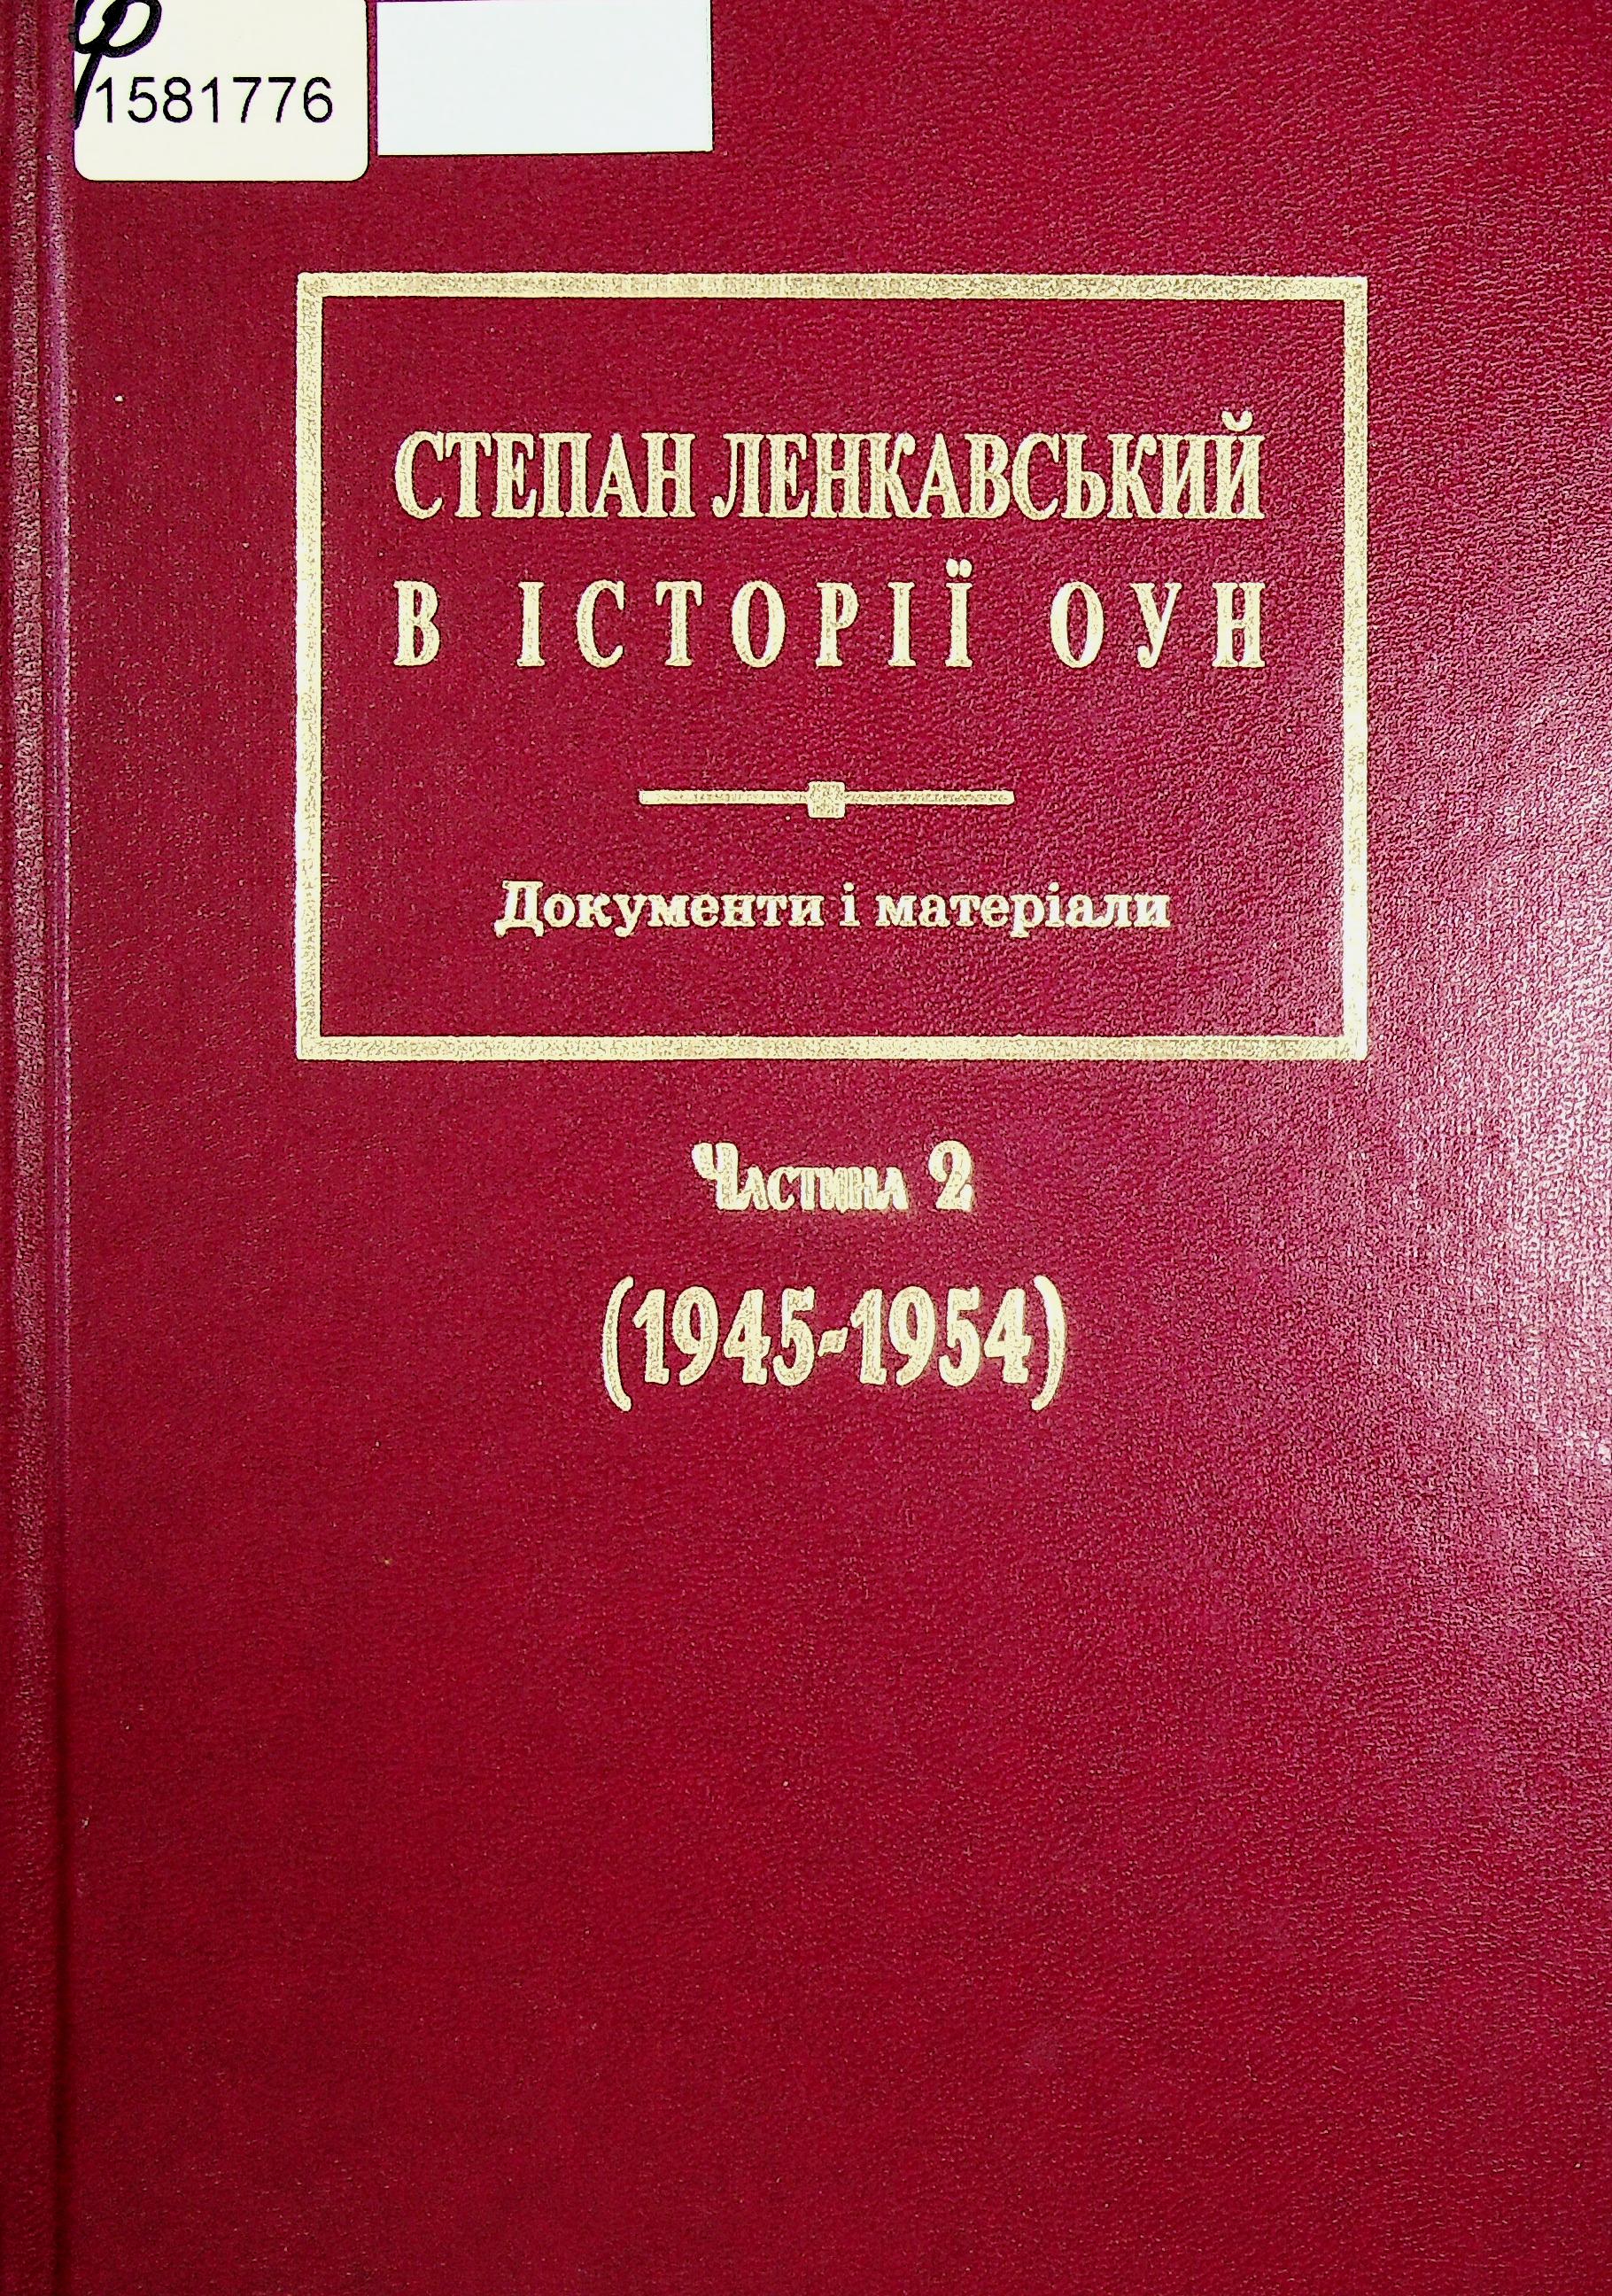 ф
1581776
СТЕПАН ЛЕНКАВСЬКИЙ
В ІСТОРІЇ ОУН
Документи і матеріали
Частина 2
(1945-1954)